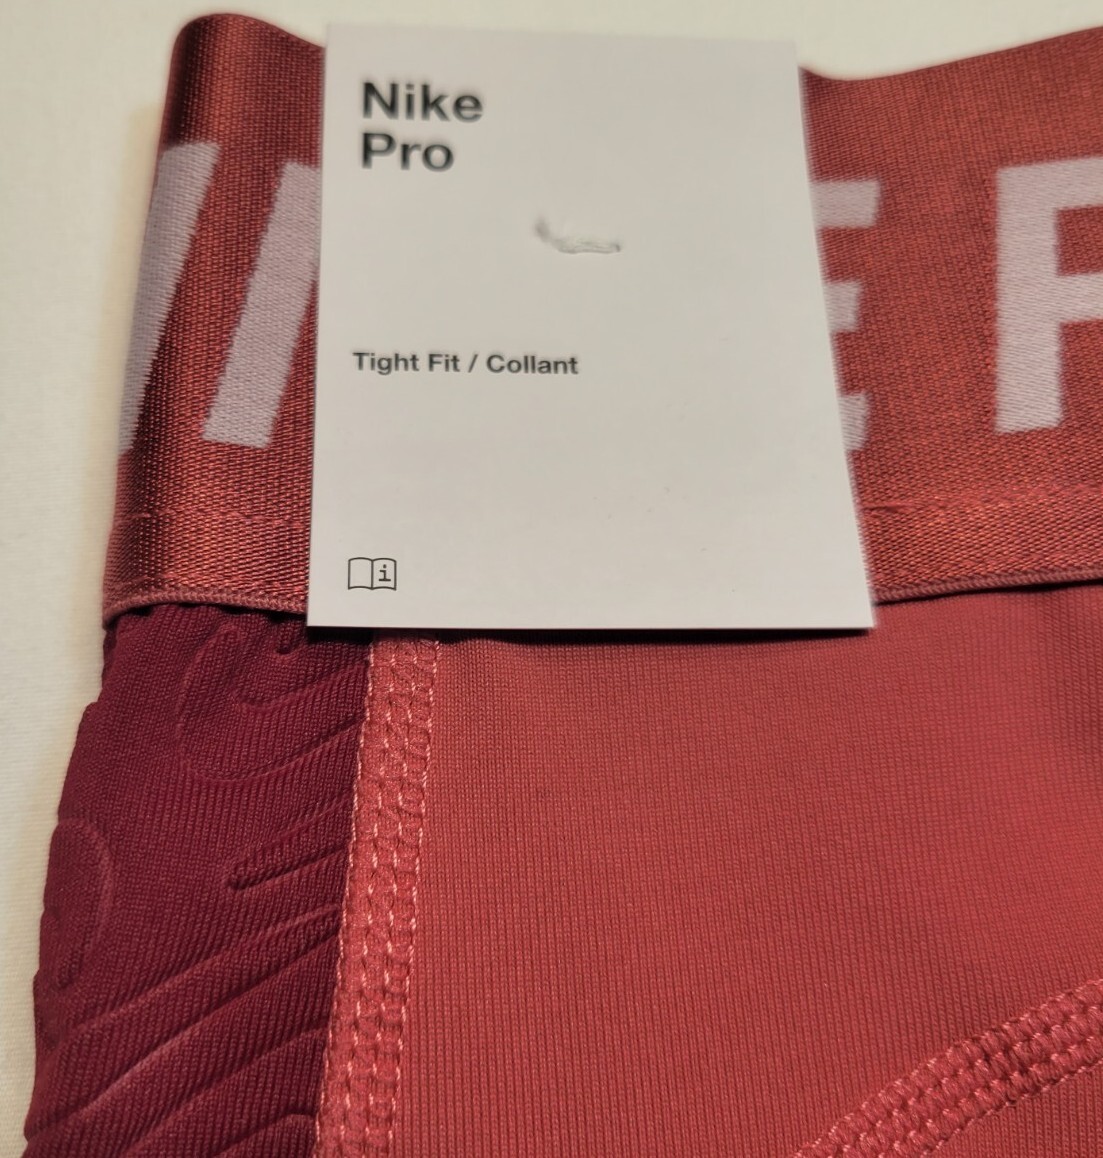 Nike
Pro
E P
Tight Fit / Collant
i